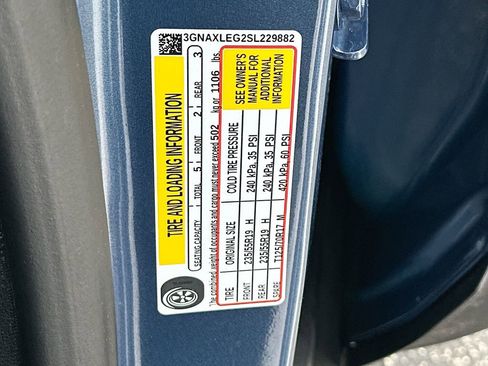 3GNAXLEG2SL229882
TIRE AND LOADING INFORMATION
SEATING CAPACITY TOTAL 5 FRONT 2 REAR 3
The combined weight of occupants and cargo must never exceed 502 kg or 1106 lbs
TIRE ORIGINAL SIZE COLD TIRE PRESSURE
FRONT 235/55R19 H 240 kPa, 35 PSI
REAR 235/55R19 H 240 kPa, 35 PSI
SPARE T125/70R17 M 420 kPa, 60 PSI
SEE OWNER'S
MANUAL FOR
ADDITIONAL
INFORMATION